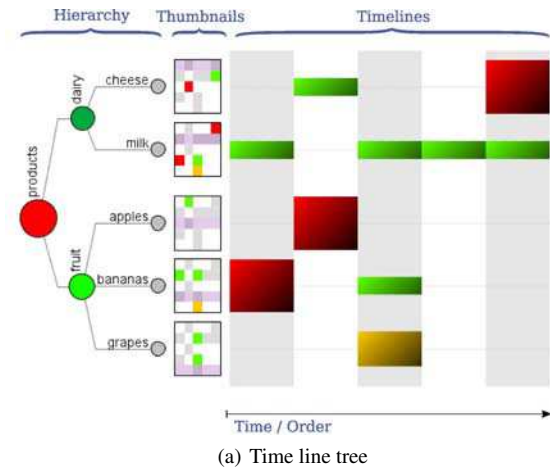 Hierarchy Thumbnails Timelines
cheese
dairy
milk
products
apples
fruit
bananas
grapes
Time / Order
(a) Time line tree